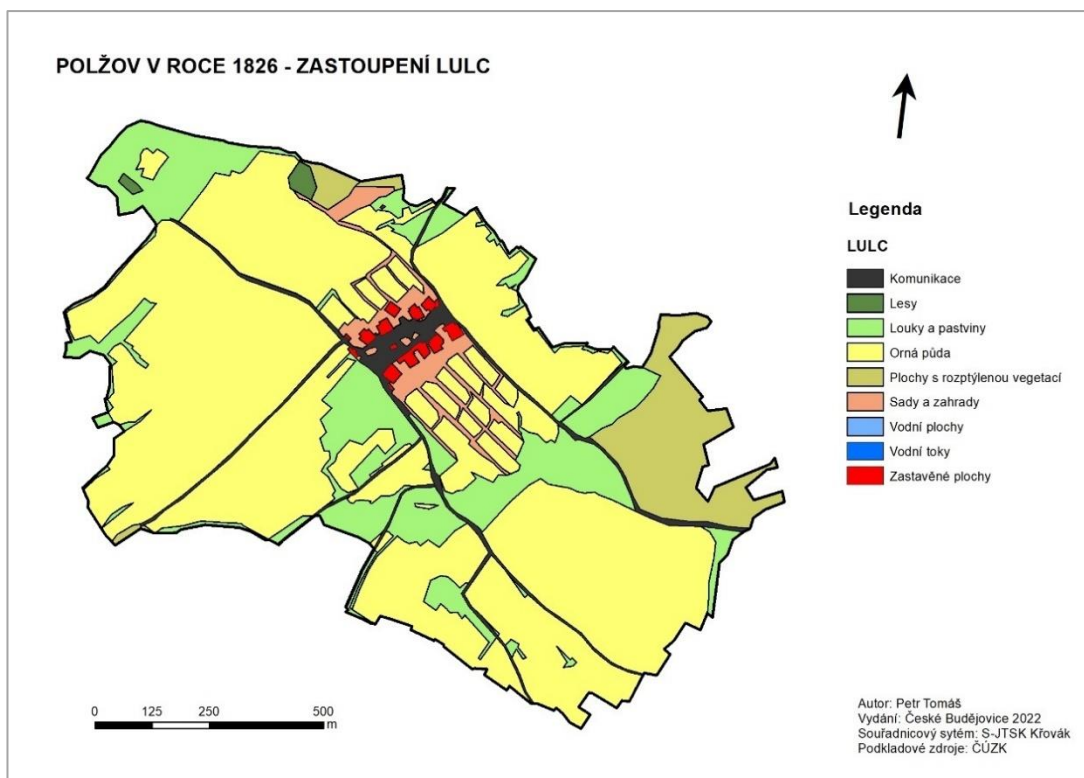 POLŽOV V ROCE 1826 - ZASTOUPENÍ LULC
Legenda
LULC
Komunikace
Lesy
Louky a pastviny
Orná půda
Plochy s rozptýlenou vegetací
Sady a zahrady
Vodní plochy
Vodní toky
Zastavěné plochy
0 125 250 500
m
Autor: Petr Tomáš
Vydání: České Budějovice 2022
Souřadnicový sytém: S-JTSK Křovák
Podkladové zdroje: ČÚZK